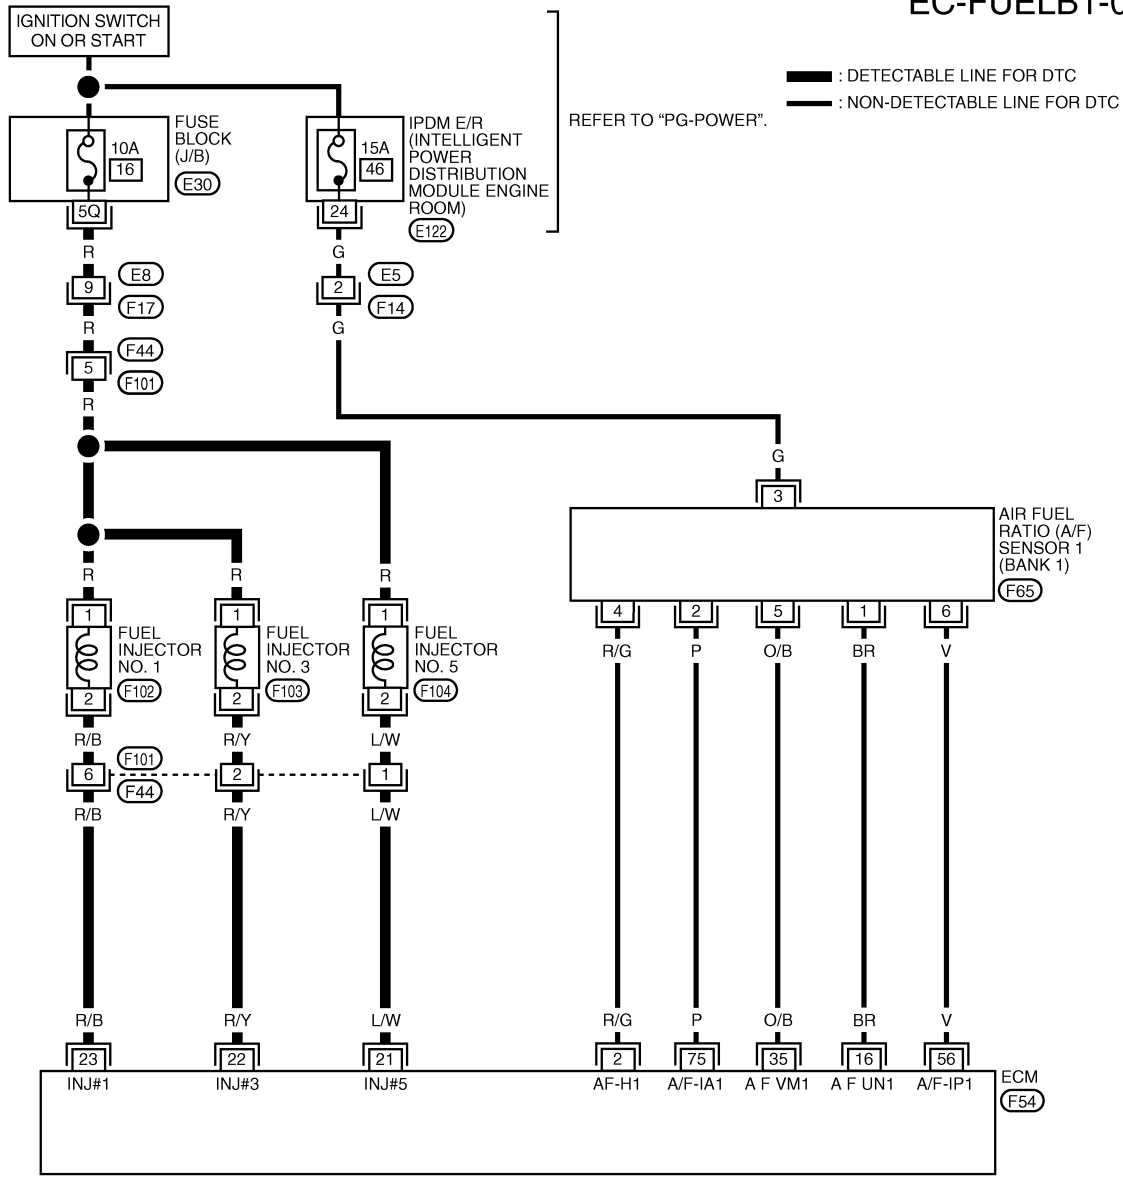 EC-FUELB1-0
IGNITION SWITCH
ON OR START
: DETECTABLE LINE FOR DTC
: NON-DETECTABLE LINE FOR DTC
REFER TO “PG-POWER”.
10A
16
FUSE
BLOCK
(J/B)
E30
15A
46
IPDM E/R
(INTELLIGENT
POWER
DISTRIBUTION
MODULE ENGINE
ROOM)
E122
5Q
24
R
G
9
E8
F17
2
E5
F14
R
G
5
F44
F101
R
G
3
AIR FUEL
RATIO (A/F)
SENSOR 1
(BANK 1)
F65
R
R
R
1
1
1
FUEL
INJECTOR
NO. 1
F102
FUEL
INJECTOR
NO. 3
F103
FUEL
INJECTOR
NO. 5
F104
2
2
2
4
2
5
1
6
R/G
P
O/B
BR
V
R/B
R/Y
L/W
6
F101
F44
2
1
R/B
R/Y
L/W
R/B
R/Y
L/W
R/G
P
O/B
BR
V
23
22
21
2
75
35
16
56
INJ#1
INJ#3
INJ#5
AF-H1
A/F-IA1
A F VM1
A F UN1
A/F-IP1
ECM
F54